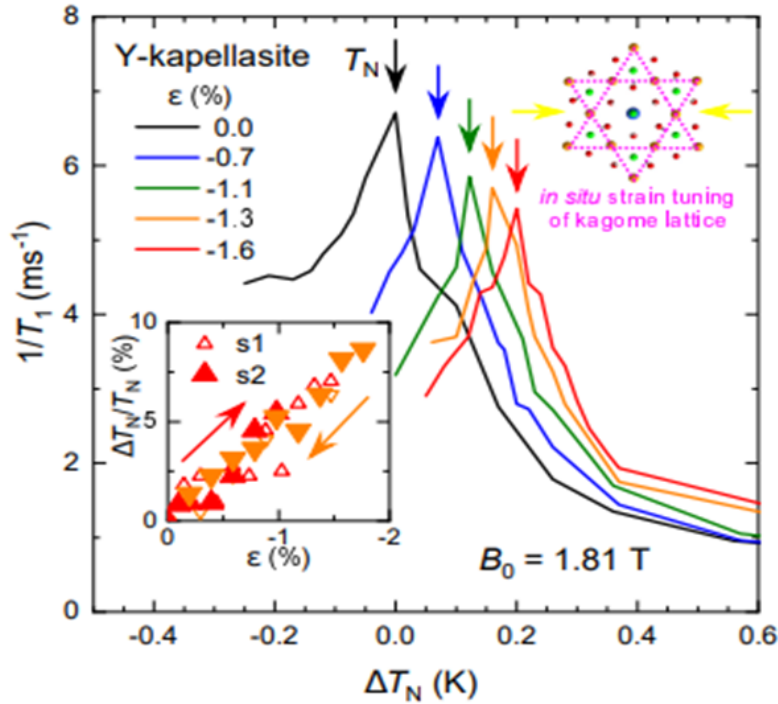 Y-kapellasite
ε (%)
0.0
-0.7
-1.1
-1.3
-1.6
T_N
in situ strain tuning
of kagome lattice
1/T₁ (ms⁻¹)
8
6
4
2
0
ΔT_N/T_N (%)
10
5
0
s1
s2
0
-1
-2
ε (%)
B₀ = 1.81 T
-0.4
-0.2
0.0
0.2
0.4
0.6
ΔT_N (K)